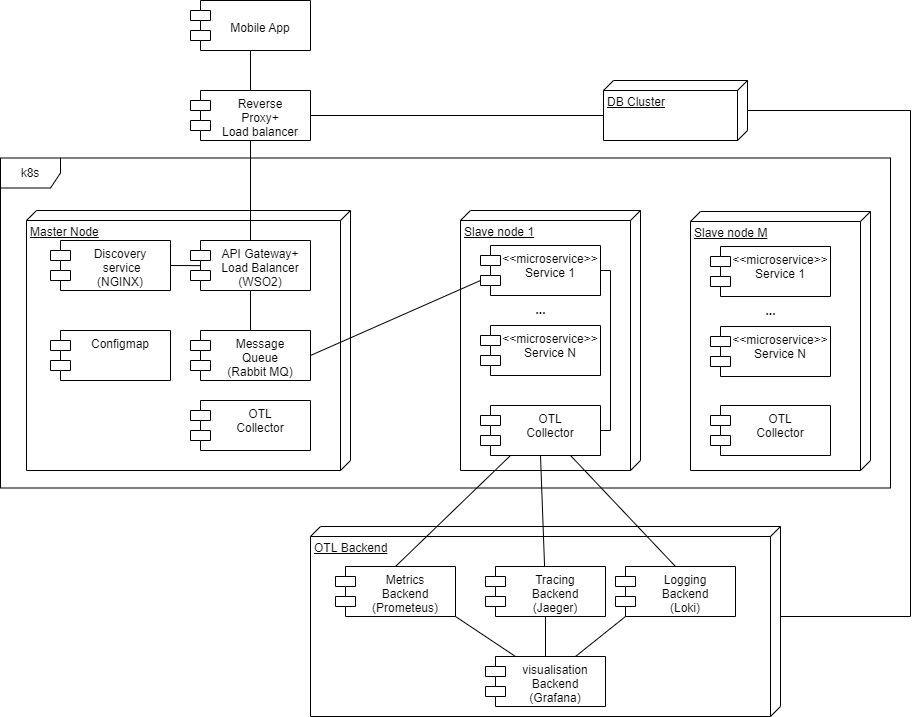 Mobile App
Reverse
Proxy+
Load balancer
DB Cluster
k8s
Master Node
Discovery
service
(NGINX)
API Gateway+
Load Balancer
(WSO2)
Configmap
Message
Queue
(Rabbit MQ)
OTL
Collector
Slave node 1
<<microservice>>
Service 1
...
<<microservice>>
Service N
OTL
Collector
Slave node M
<<microservice>>
Service 1
...
<<microservice>>
Service N
OTL
Collector
OTL Backend
Metrics
Backend
(Prometeus)
Tracing
Backend
(Jaeger)
Logging
Backend
(Loki)
visualisation
Backend
(Grafana)